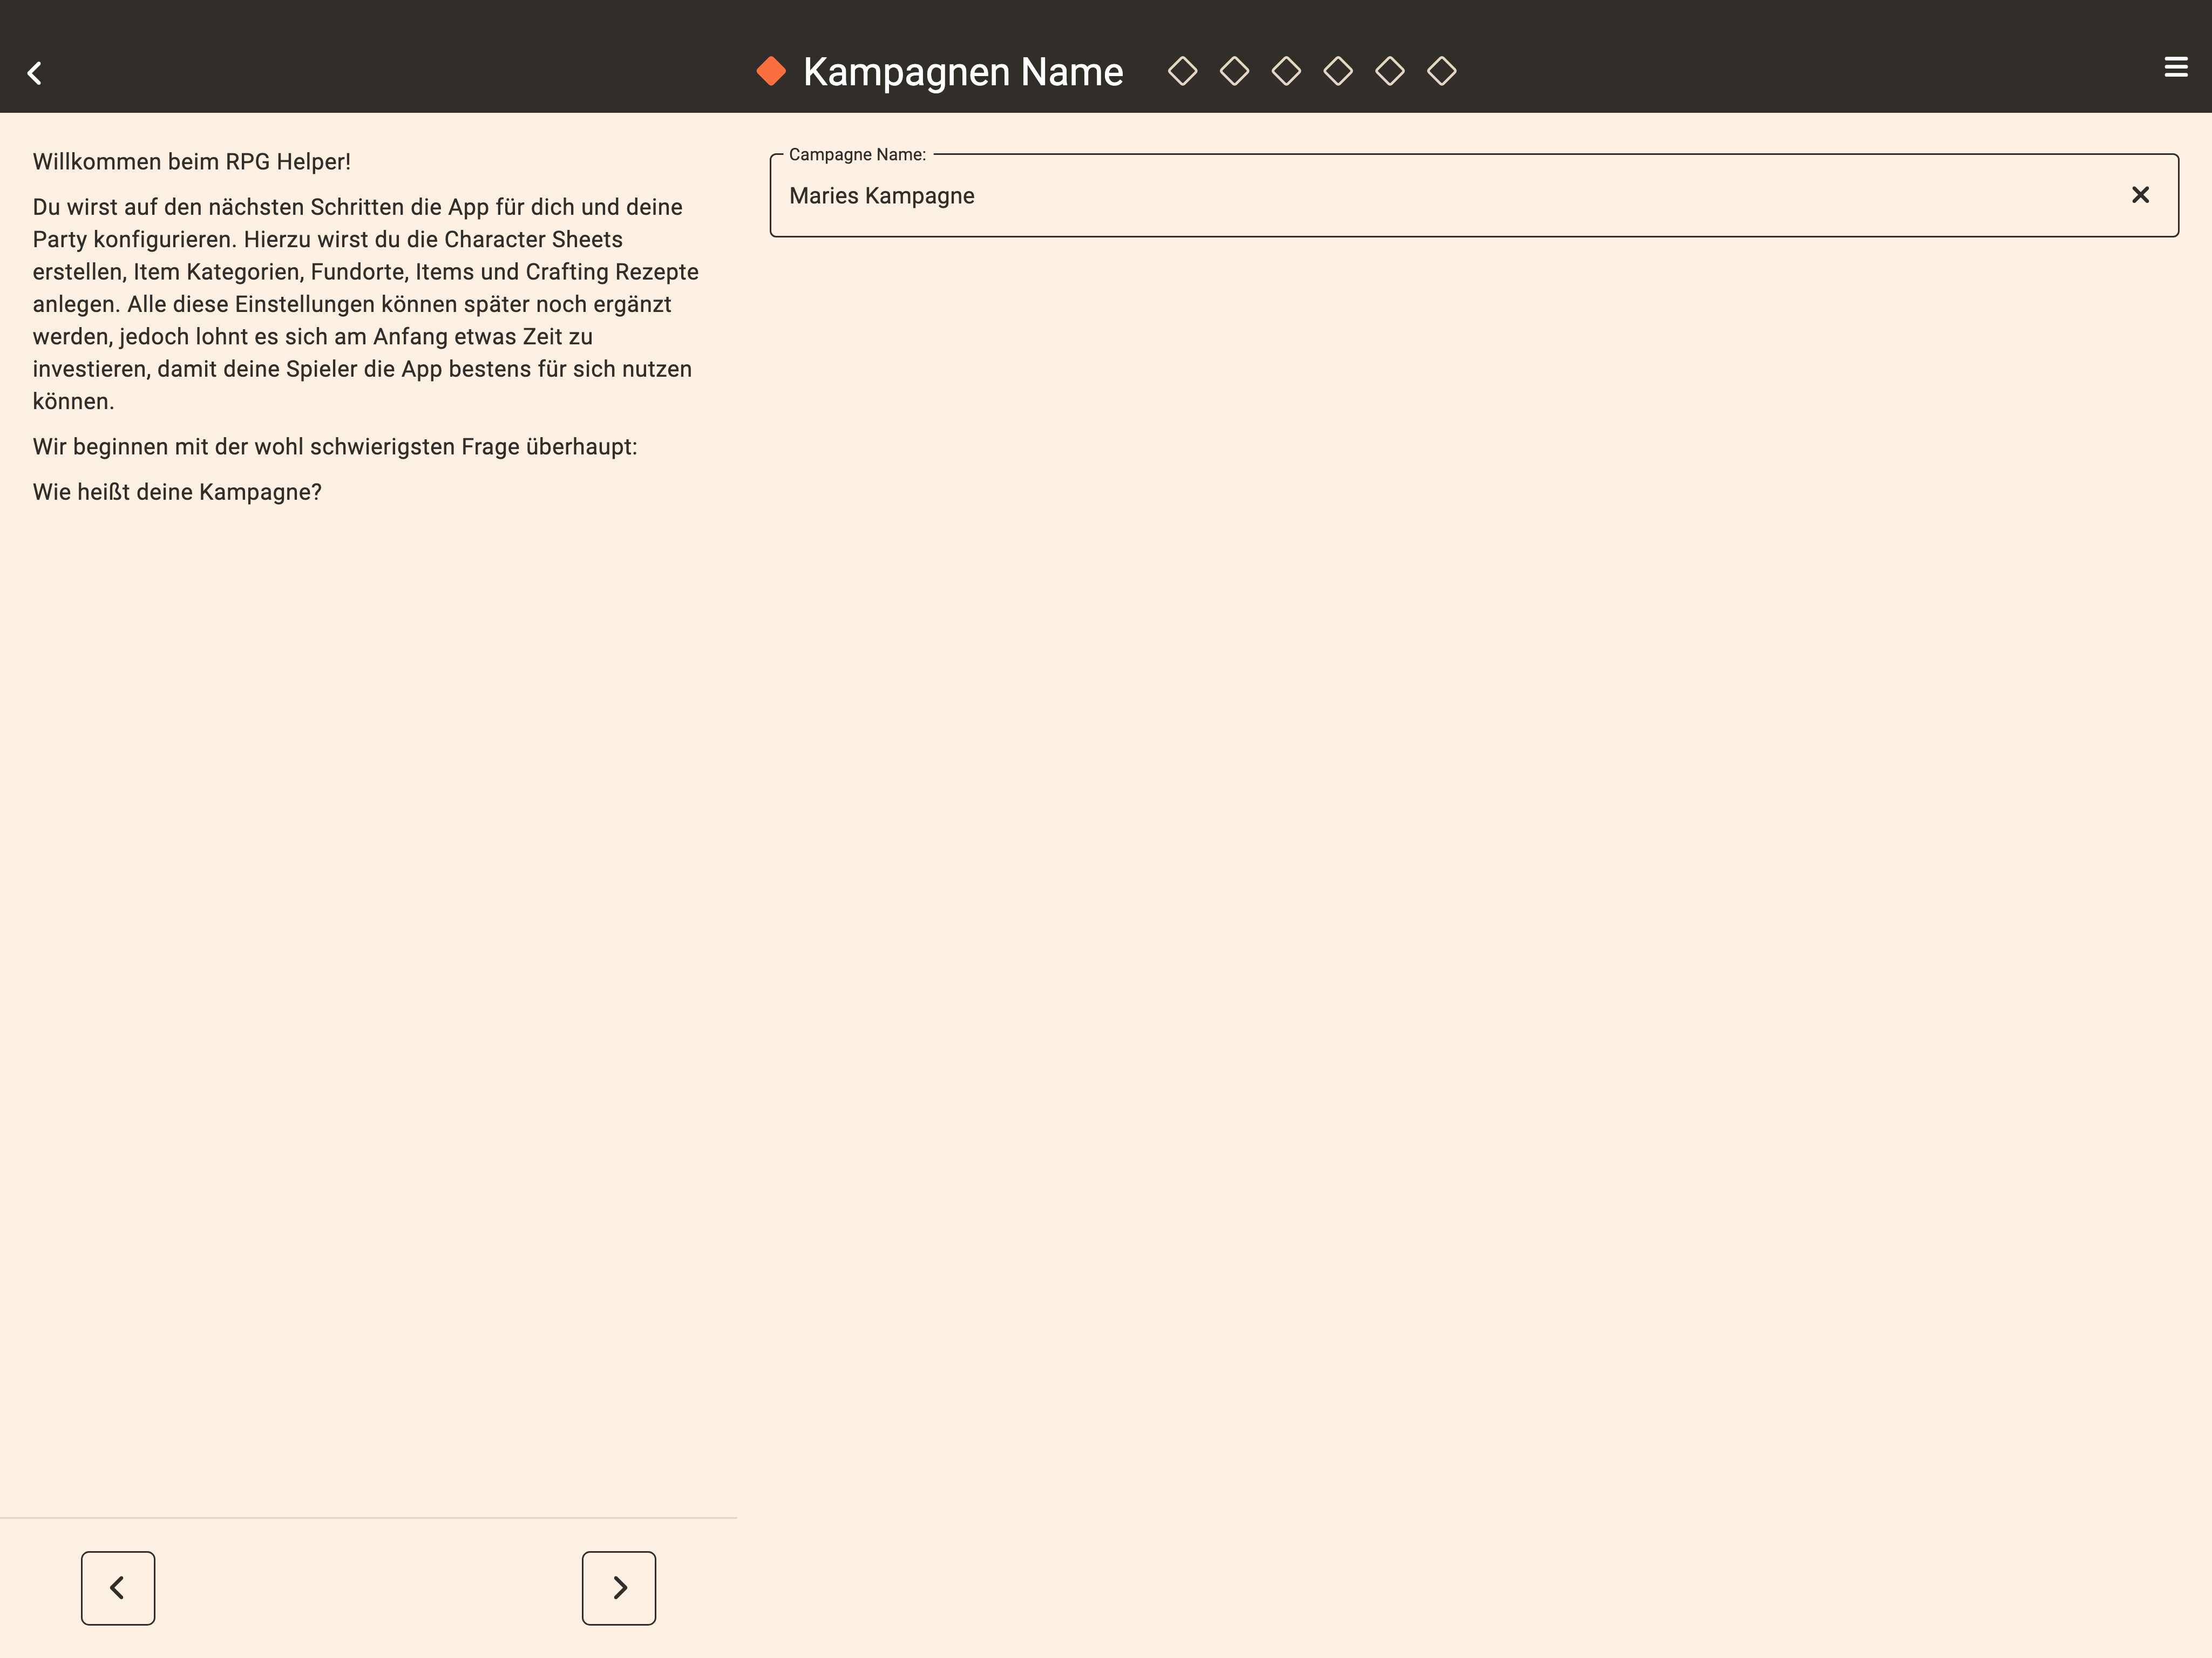 Kampagnen Name
Willkommen beim RPG Helper!
Du wirst auf den nächsten Schritten die App für dich und deine
Party konfigurieren. Hierzu wirst du die Character Sheets
erstellen, Item Kategorien, Fundorte, Items und Crafting Rezepte
anlegen. Alle diese Einstellungen können später noch ergänzt
werden, jedoch lohnt es sich am Anfang etwas Zeit zu
investieren, damit deine Spieler die App bestens für sich nutzen
können.
Wir beginnen mit der wohl schwierigsten Frage überhaupt:
Wie heißt deine Kampagne?
Campagne Name:
Maries Kampagne